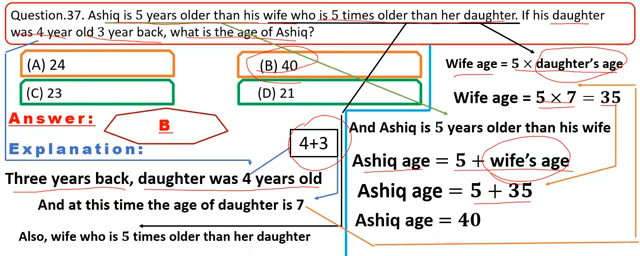 Question.37. Ashiq is 5 years older than his wife who is 5 times older than her daughter. If his daughter
was 4 year old 3 year back, what is the age of Ashiq?
(A) 24
(B) 40
(C) 23
(D) 21
Answer:
B
Explanation:
4+3
Three years back, daughter was 4 years old
And at this time the age of daughter is 7
Also, wife who is 5 times older than her daughter
Wife age = 5 × daughter's age
Wife age = 5 × 7 = 35
And Ashiq is 5 years older than his wife
Ashiq age = 5 + wife's age
Ashiq age = 5 + 35
Ashiq age = 40